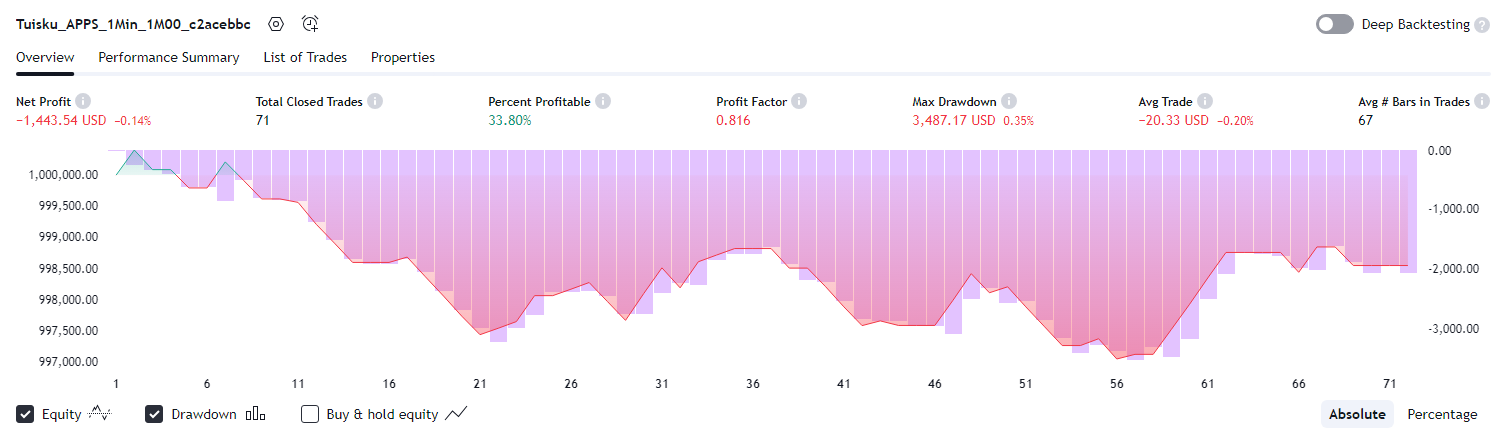 Tuisku_APPS_1Min_1M00_c2acebbc
Deep Backtesting ?
Overview Performance Summary List of Trades Properties
Net Profit Total Closed Trades Percent Profitable Profit Factor Max Drawdown Avg Trade Avg # Bars in Trades
−1,443.54 USD −0.14% 71 33.80% 0.816 3,487.17 USD 0.35% −20.33 USD −0.20% 67
0.00
1,000,000.00
999,500.00
-1,000.00
999,000.00
998,500.00
-2,000.00
998,000.00
997,500.00
-3,000.00
997,000.00
1 6 11 16 21 26 31 36 41 46 51 56 61 66 71
Equity Drawdown Buy & hold equity Absolute Percentage